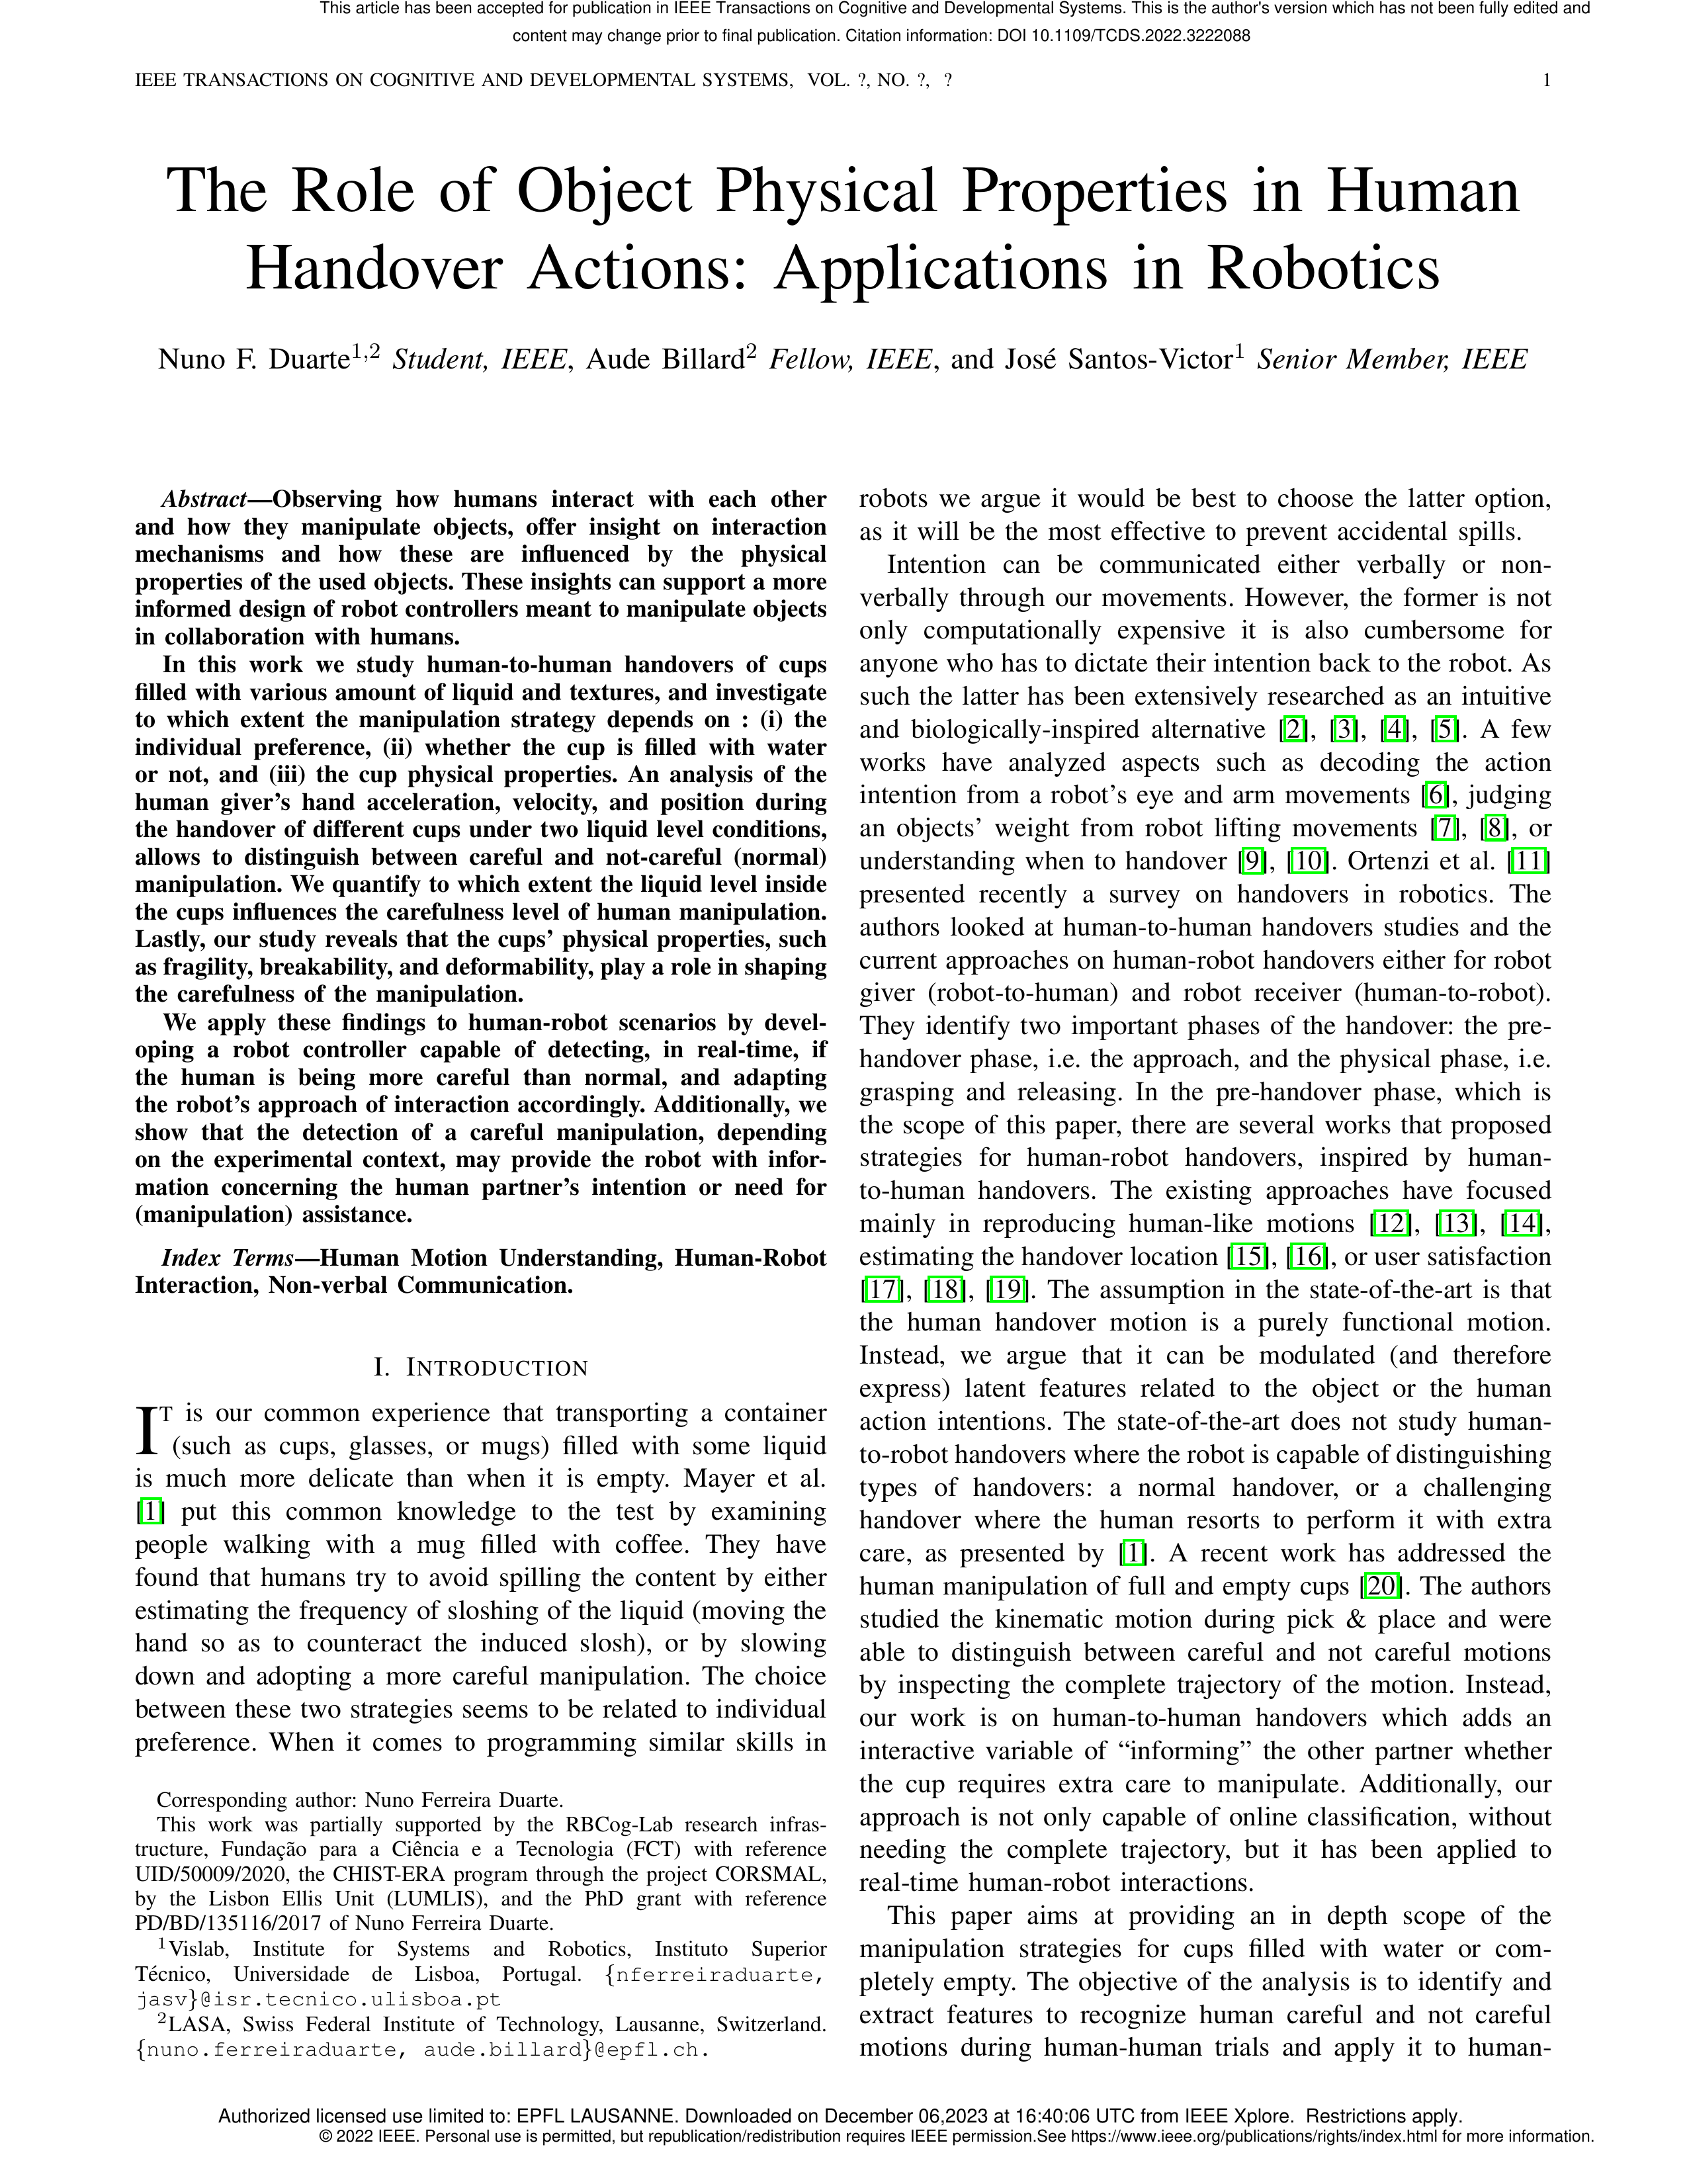 This article has been accepted for publication in IEEE Transactions on Cognitive and Developmental Systems. This is the author's version which has not been fully edited and
content may change prior to final publication. Citation information: DOI 10.1109/TCDS.2022.3222088
IEEE TRANSACTIONS ON COGNITIVE AND DEVELOPMENTAL SYSTEMS, VOL. ?, NO. ?, ?
1
The Role of Object Physical Properties in Human
Handover Actions: Applications in Robotics
Nuno F. Duarte1,2 Student, IEEE, Aude Billard2 Fellow, IEEE, and José Santos-Victor1 Senior Member, IEEE
Abstract—Observing how humans interact with each other
and how they manipulate objects, offer insight on interaction
mechanisms and how these are influenced by the physical
properties of the used objects. These insights can support a more
informed design of robot controllers meant to manipulate objects
in collaboration with humans.
In this work we study human-to-human handovers of cups
filled with various amount of liquid and textures, and investigate
to which extent the manipulation strategy depends on : (i) the
individual preference, (ii) whether the cup is filled with water
or not, and (iii) the cup physical properties. An analysis of the
human giver's hand acceleration, velocity, and position during
the handover of different cups under two liquid level conditions,
allows to distinguish between careful and not-careful (normal)
manipulation. We quantify to which extent the liquid level inside
the cups influences the carefulness level of human manipulation.
Lastly, our study reveals that the cups' physical properties, such
as fragility, breakability, and deformability, play a role in shaping
the carefulness of the manipulation.
We apply these findings to human-robot scenarios by devel-
oping a robot controller capable of detecting, in real-time, if
the human is being more careful than normal, and adapting
the robot's approach of interaction accordingly. Additionally, we
show that the detection of a careful manipulation, depending
on the experimental context, may provide the robot with infor-
mation concerning the human partner's intention or need for
(manipulation) assistance.
Index Terms—Human Motion Understanding, Human-Robot
Interaction, Non-verbal Communication.
I. INTRODUCTION
IT is our common experience that transporting a container
(such as cups, glasses, or mugs) filled with some liquid
is much more delicate than when it is empty. Mayer et al.
[1] put this common knowledge to the test by examining
people walking with a mug filled with coffee. They have
found that humans try to avoid spilling the content by either
estimating the frequency of sloshing of the liquid (moving the
hand so as to counteract the induced slosh), or by slowing
down and adopting a more careful manipulation. The choice
between these two strategies seems to be related to individual
preference. When it comes to programming similar skills in
Corresponding author: Nuno Ferreira Duarte.
This work was partially supported by the RBCog-Lab research infras-
tructure, Fundação para a Ciência e a Tecnologia (FCT) with reference
UID/50009/2020, the CHIST-ERA program through the project CORSMAL,
by the Lisbon Ellis Unit (LUMLIS), and the PhD grant with reference
PD/BD/135116/2017 of Nuno Ferreira Duarte.
1Vislab, Institute for Systems and Robotics, Instituto Superior
Técnico, Universidade de Lisboa, Portugal. {nferreiraduarte,
jasv}@isr.tecnico.ulisboa.pt
2LASA, Swiss Federal Institute of Technology, Lausanne, Switzerland.
{nuno.ferreiraduarte, aude.billard}@epfl.ch.
robots we argue it would be best to choose the latter option,
as it will be the most effective to prevent accidental spills.
Intention can be communicated either verbally or non-
verbally through our movements. However, the former is not
only computationally expensive it is also cumbersome for
anyone who has to dictate their intention back to the robot. As
such the latter has been extensively researched as an intuitive
and biologically-inspired alternative [2], [3], [4], [5]. A few
works have analyzed aspects such as decoding the action
intention from a robot's eye and arm movements [6], judging
an objects' weight from robot lifting movements [7], [8], or
understanding when to handover [9], [10]. Ortenzi et al. [11]
presented recently a survey on handovers in robotics. The
authors looked at human-to-human handovers studies and the
current approaches on human-robot handovers either for robot
giver (robot-to-human) and robot receiver (human-to-robot).
They identify two important phases of the handover: the pre-
handover phase, i.e. the approach, and the physical phase, i.e.
grasping and releasing. In the pre-handover phase, which is
the scope of this paper, there are several works that proposed
strategies for human-robot handovers, inspired by human-
to-human handovers. The existing approaches have focused
mainly in reproducing human-like motions [12], [13], [14],
estimating the handover location [15], [16], or user satisfaction
[17], [18], [19]. The assumption in the state-of-the-art is that
the human handover motion is a purely functional motion.
Instead, we argue that it can be modulated (and therefore
express) latent features related to the object or the human
action intentions. The state-of-the-art does not study human-
to-robot handovers where the robot is capable of distinguishing
types of handovers: a normal handover, or a challenging
handover where the human resorts to perform it with extra
care, as presented by [1]. A recent work has addressed the
human manipulation of full and empty cups [20]. The authors
studied the kinematic motion during pick & place and were
able to distinguish between careful and not careful motions
by inspecting the complete trajectory of the motion. Instead,
our work is on human-to-human handovers which adds an
interactive variable of “informing” the other partner whether
the cup requires extra care to manipulate. Additionally, our
approach is not only capable of online classification, without
needing the complete trajectory, but it has been applied to
real-time human-robot interactions.
This paper aims at providing an in depth scope of the
manipulation strategies for cups filled with water or com-
pletely empty. The objective of the analysis is to identify and
extract features to recognize human careful and not careful
motions during human-human trials and apply it to human-
Authorized licensed use limited to: EPFL LAUSANNE. Downloaded on December 06,2023 at 16:40:06 UTC from IEEE Xplore. Restrictions apply.
© 2022 IEEE. Personal use is permitted, but republication/redistribution requires IEEE permission.See https://www.ieee.org/publications/rights/index.html for more information.